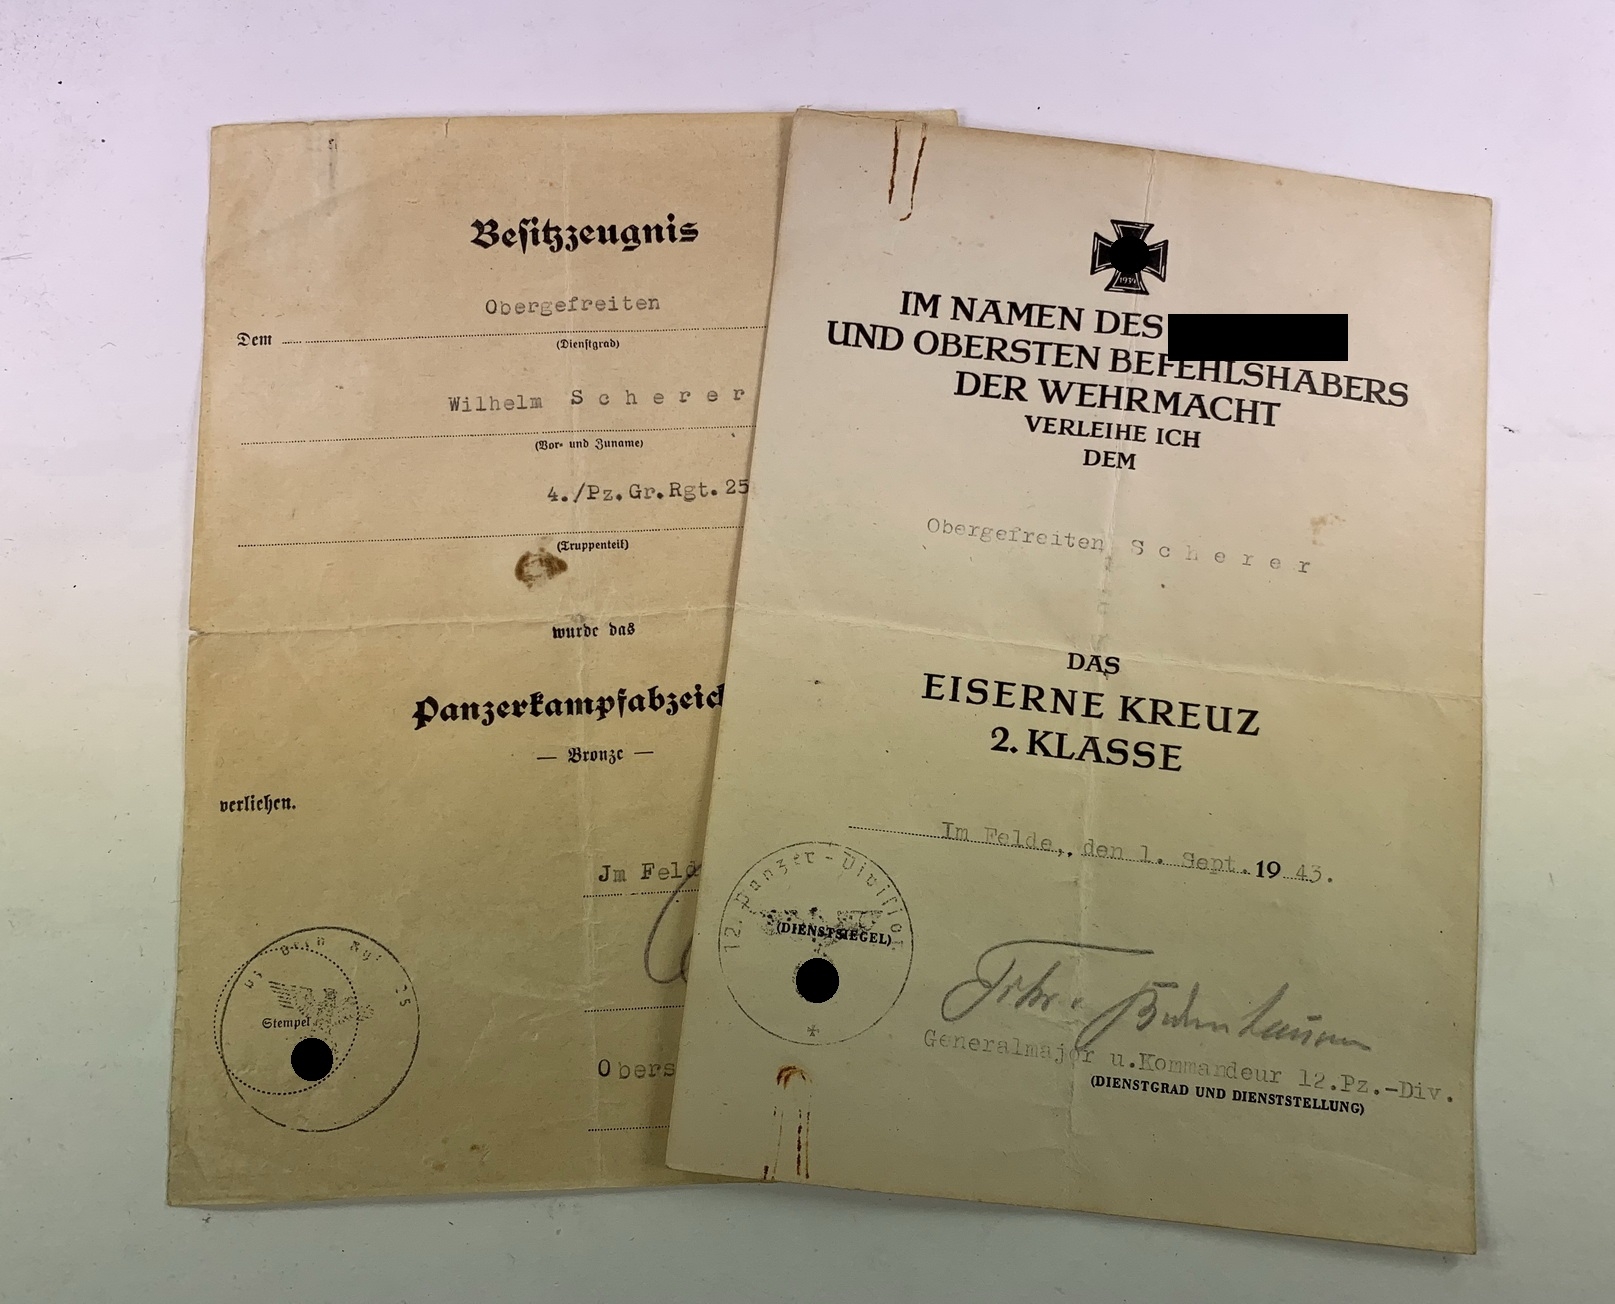 Besitzzeugnis
Obergefreiten
Dem
(Dienstgrad)
Wilhelm Scherer
(Vor- und Zuname)
4./Pz.Gr.Rgt.25
(Truppenteil)
wurde das
Panzerkampfabzeich
— Bronze —
verliehen.
Jm Feld
Stempel
Obers
1939
IM NAMEN DES
UND OBERSTEN BEFEHLSHABERS
DER WEHRMACHT
VERLEIHE ICH
DEM
Obergefreiten Scherer
DAS
EISERNE KREUZ
2. KLASSE
Im Felde, den 1. Sept. 19 43.
12. Panzer-Division
(DIENSTSIEGEL)
Generalmajor u.Kommandeur 12.Pz.-Div.
(DIENSTGRAD UND DIENSTSTELLUNG)